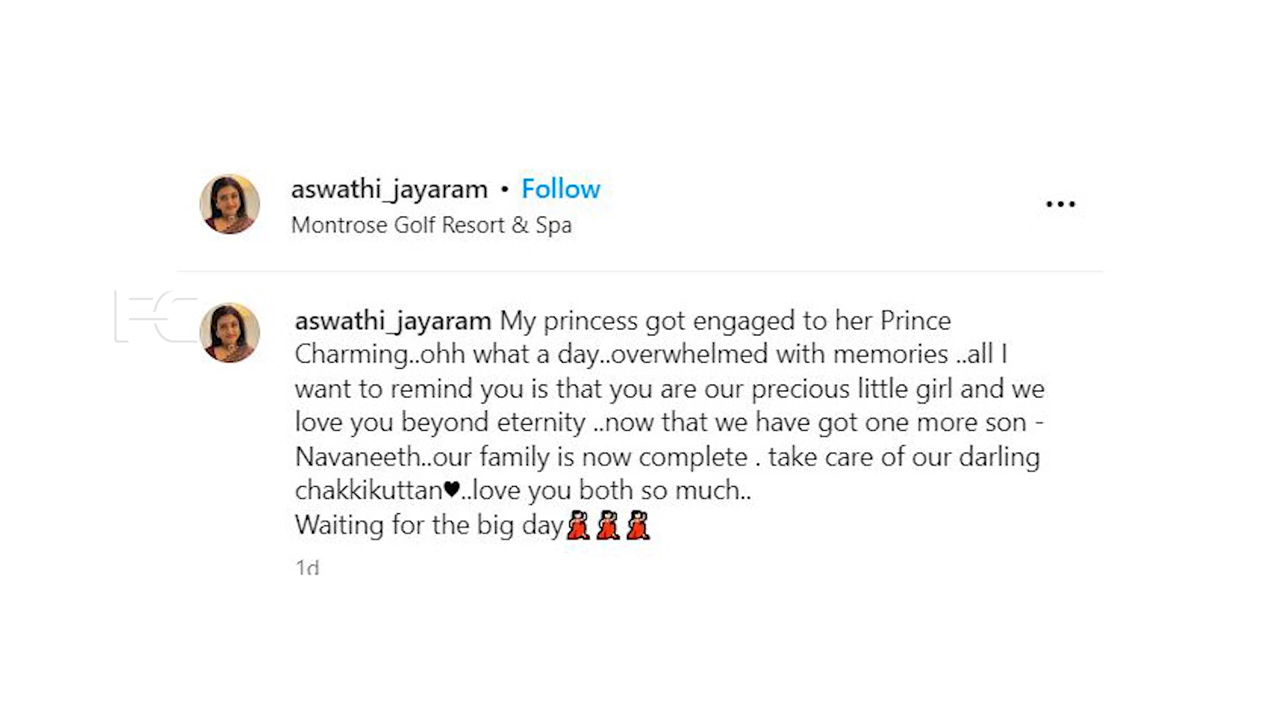 aswathi_jayaram • Follow
Montrose Golf Resort & Spa
aswathi_jayaram My princess got engaged to her Prince
Charming..ohh what a day..overwhelmed with memories ..all I
want to remind you is that you are our precious little girl and we
love you beyond eternity ..now that we have got one more son -
Navaneeth..our family is now complete . take care of our darling
chakkikuttan♥..love you both so much..
Waiting for the big day💃💃💃
1d